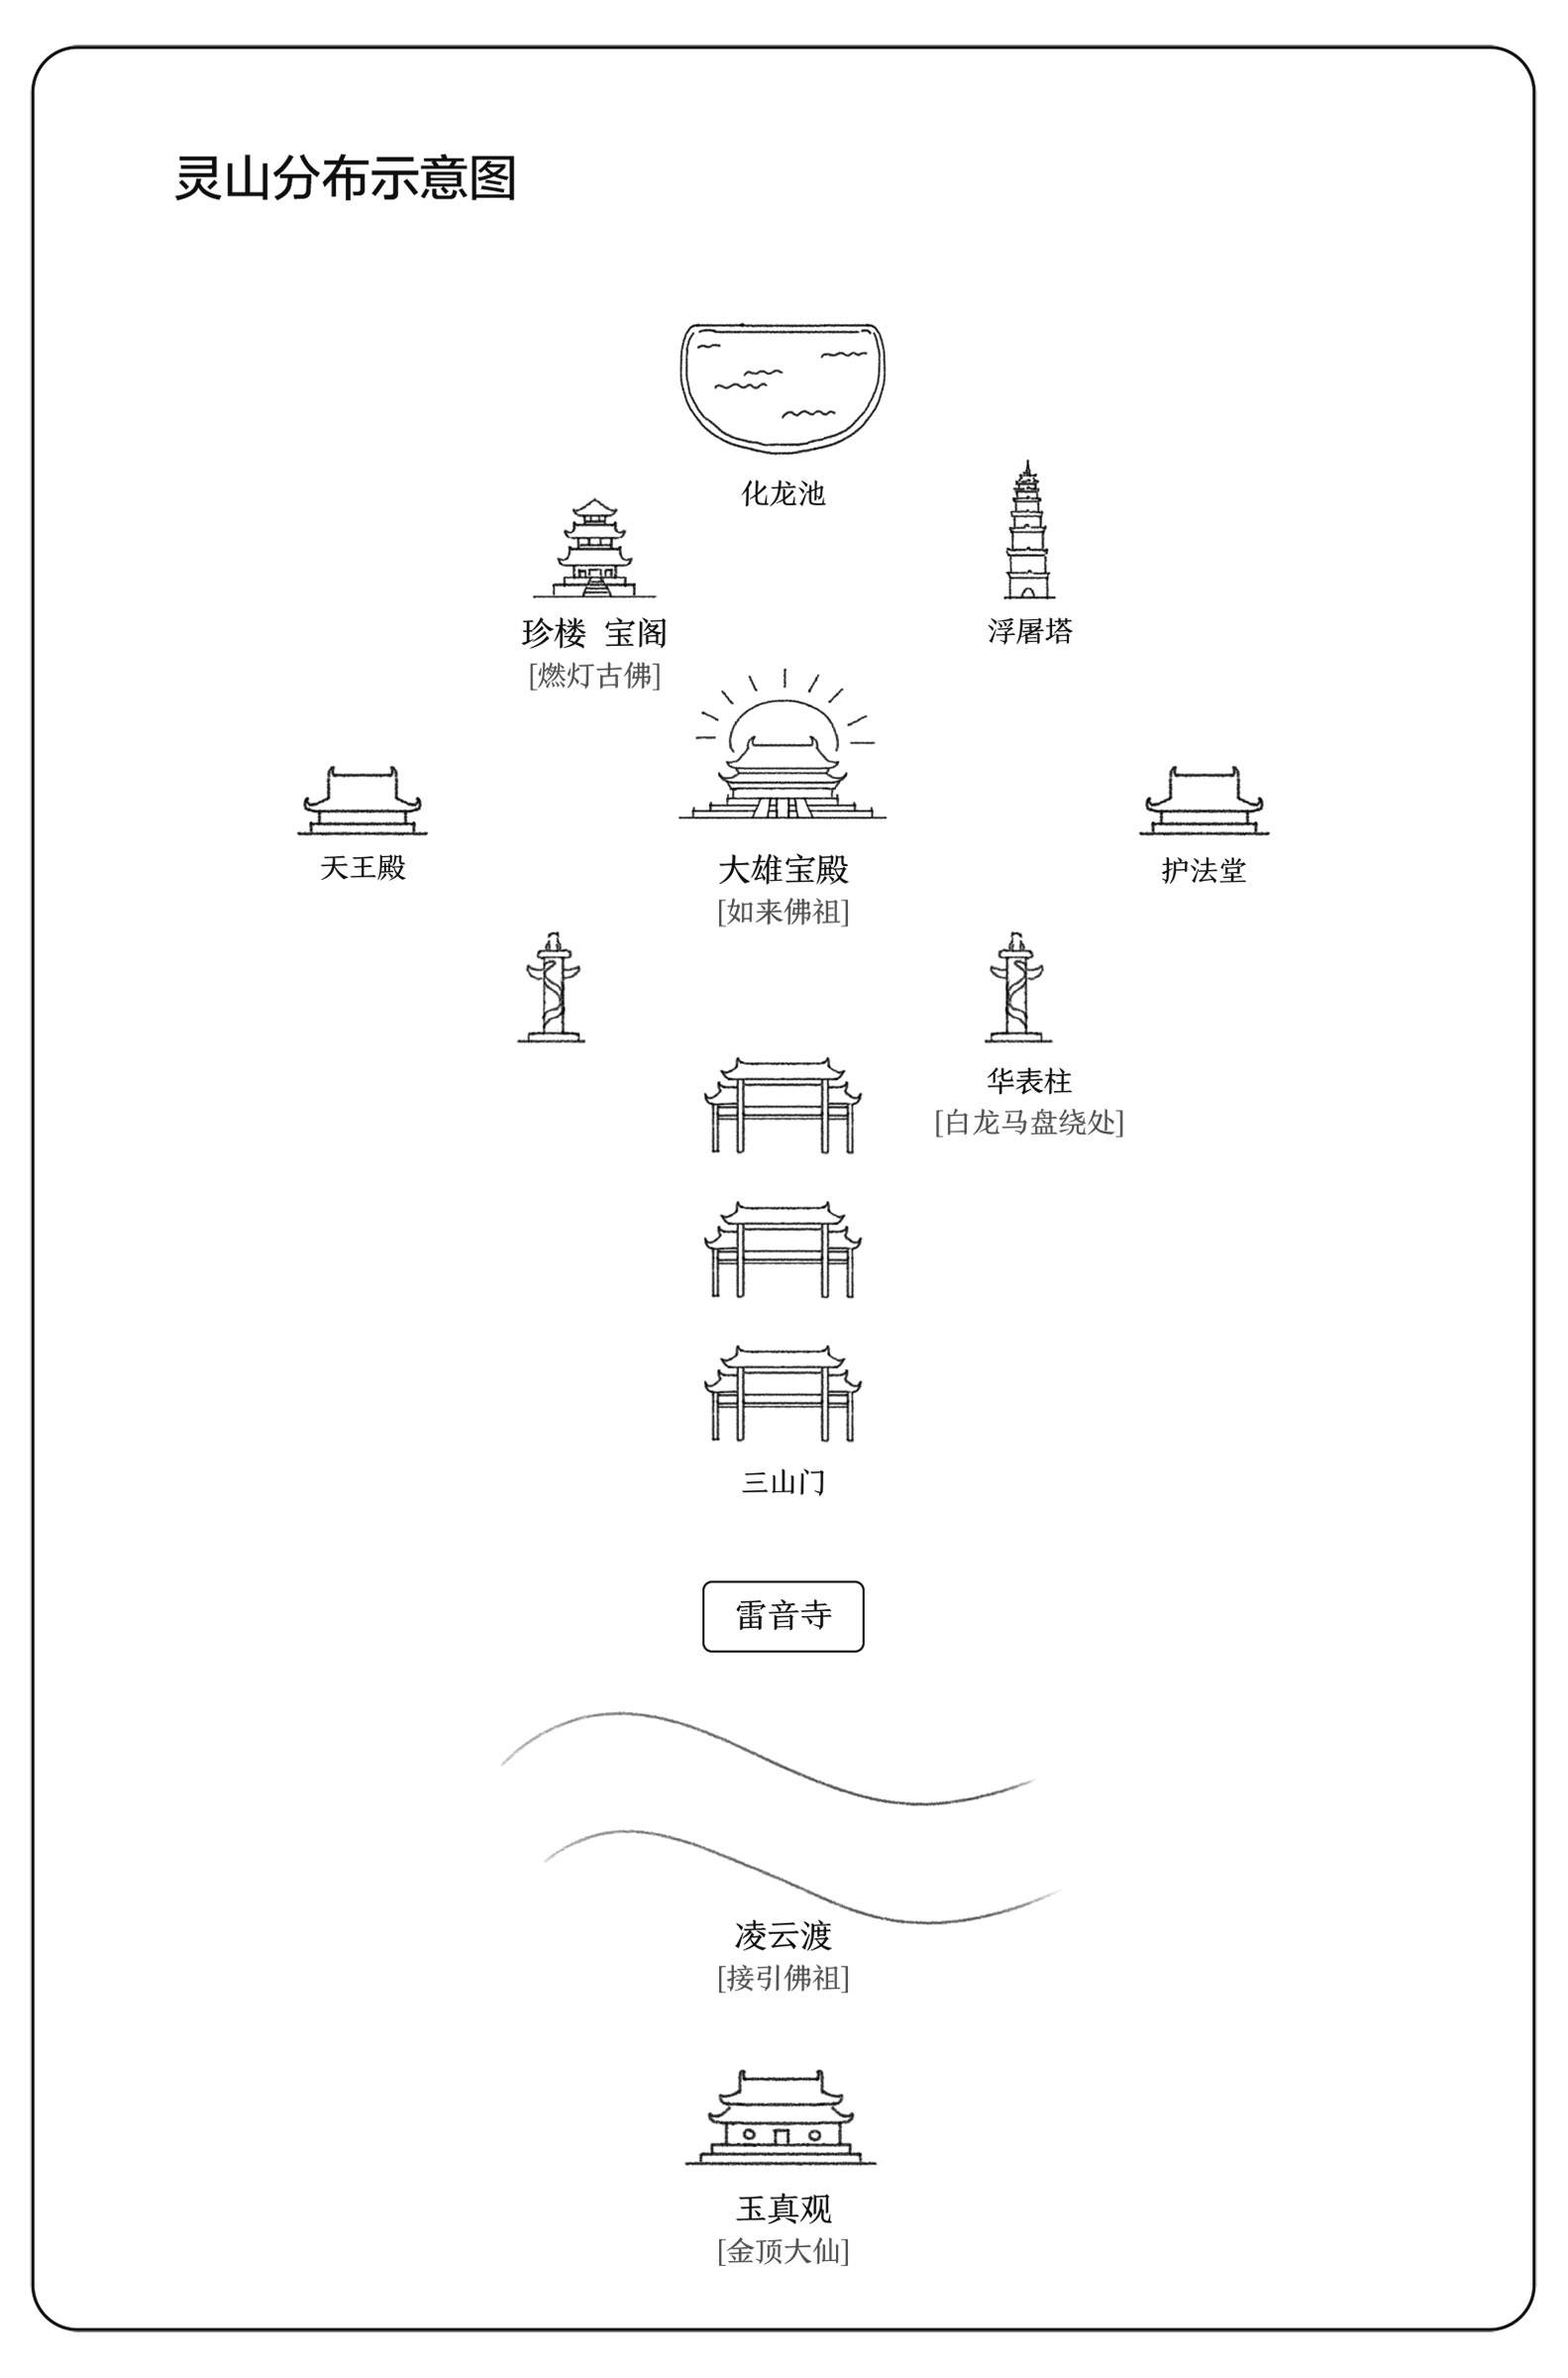 灵山分布示意图
化龙池
珍楼 宝阁
[燃灯古佛]
浮屠塔
天王殿
大雄宝殿
[如来佛祖]
护法堂
华表柱
[白龙马盘绕处]
三山门
雷音寺
凌云渡
[接引佛祖]
玉真观
[金顶大仙]